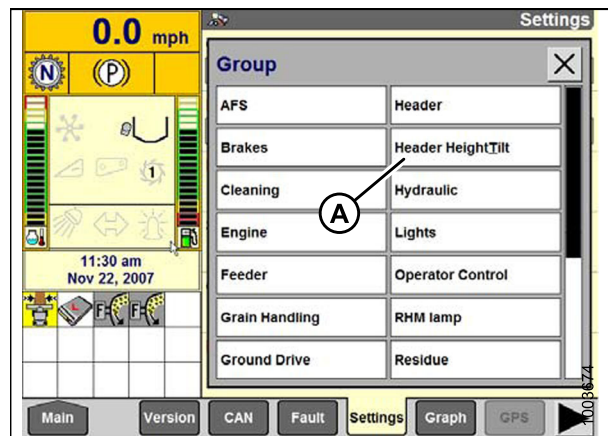 0.0 mph
Settings
N
(P)
1
11:30 am
Nov 22, 2007
L
F
F
Group
AFS
Header
Brakes
Header HeightTilt
Cleaning
Hydraulic
A
Engine
Lights
Feeder
Operator Control
Grain Handling
RHM lamp
Ground Drive
Residue
Main
Version
CAN
Fault
Settings
Graph
GPS
1003674